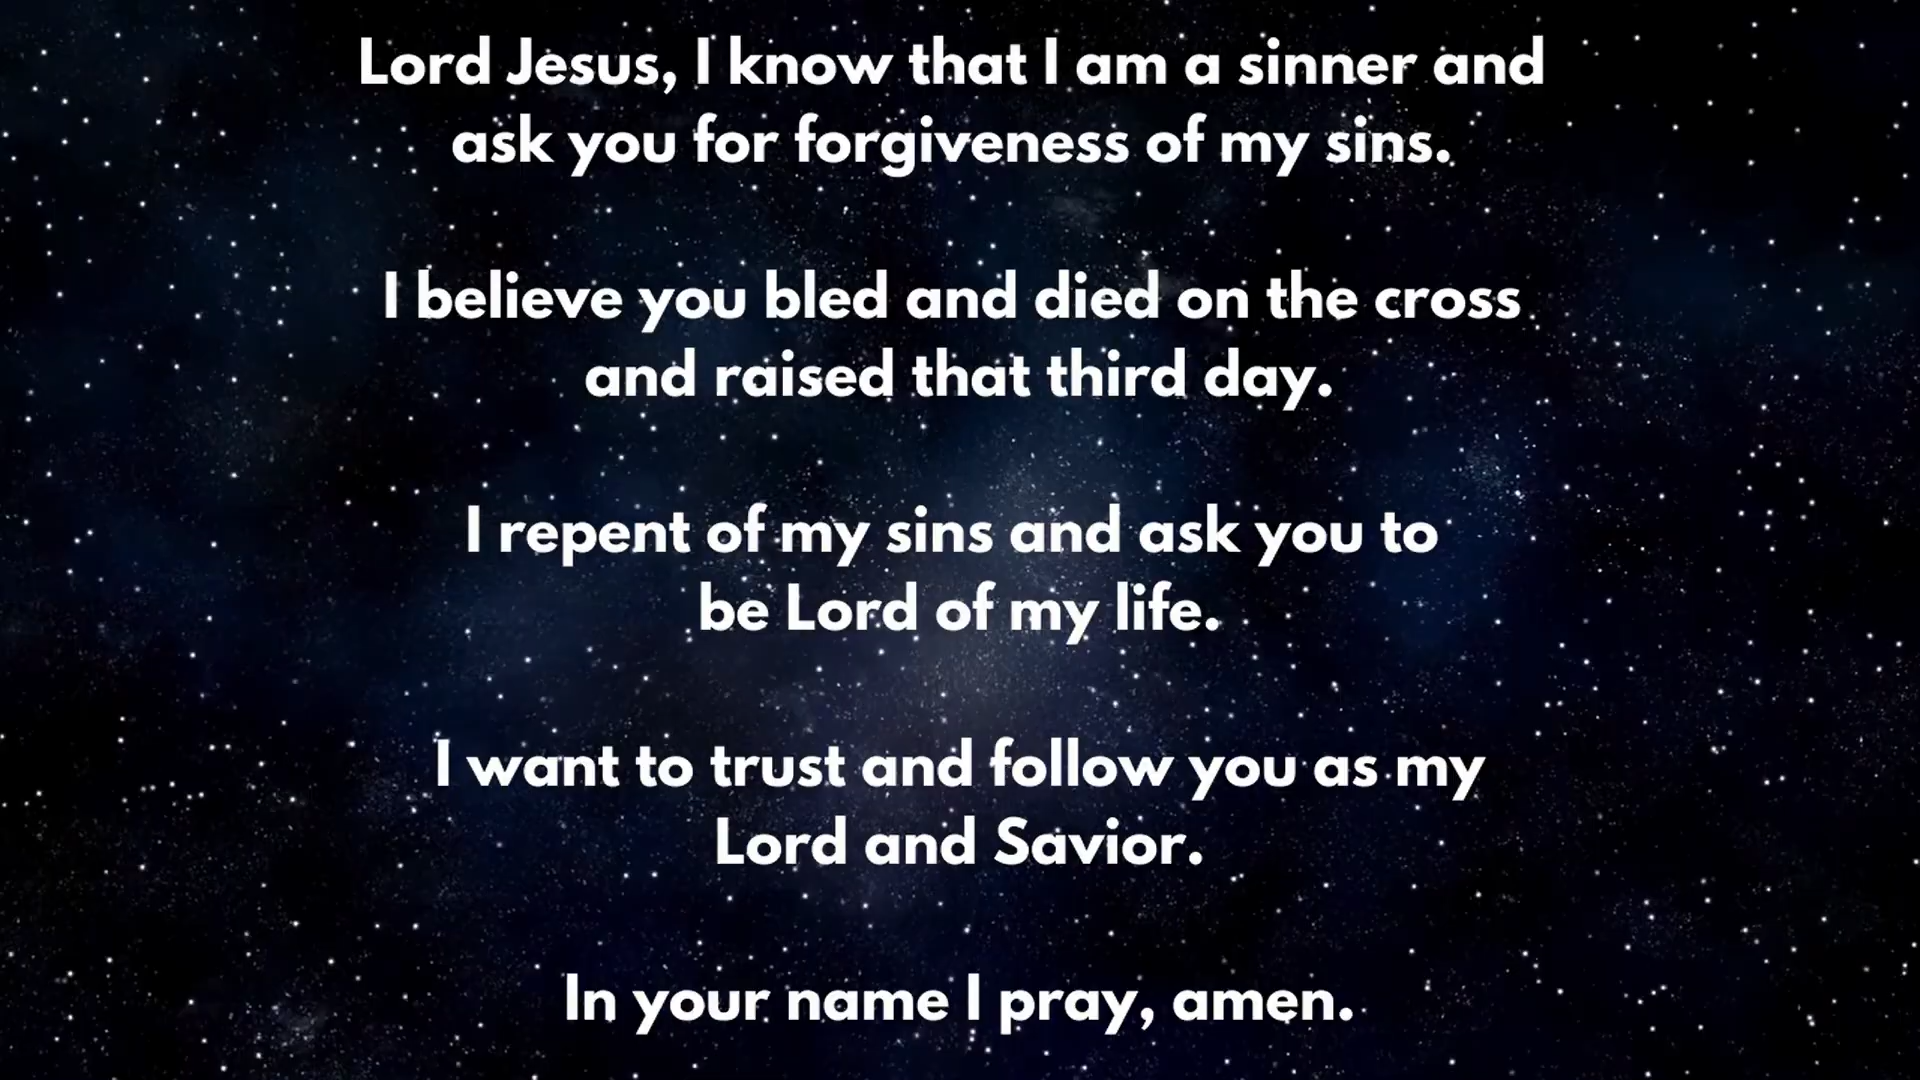 Lord Jesus, I know that I am a sinner and
ask you for forgiveness of my sins.
I believe you bled and died on the cross
and raised that third day.
I repent of my sins and ask you to
be Lord of my life.
I want to trust and follow you as my
Lord and Savior.
In your name I pray, amen.